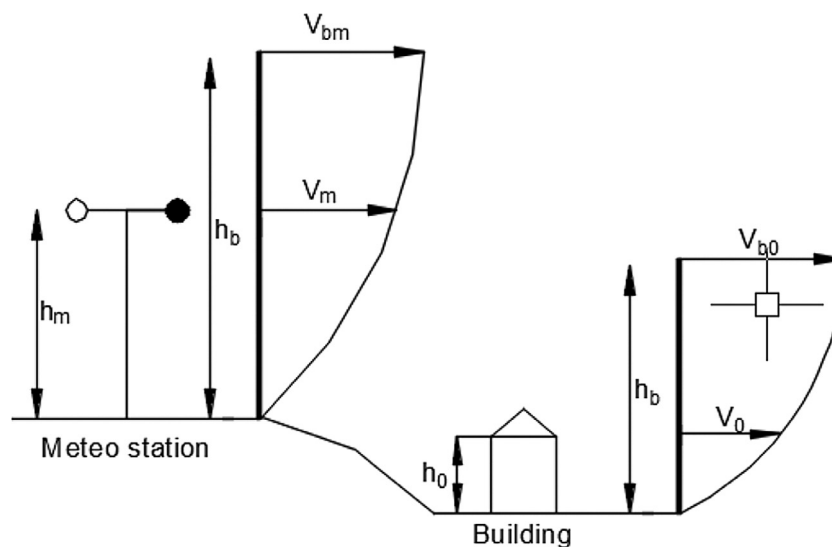 V_bm
V_m
h_b
h_m
Meteo station
V_b0
h_b
V_0
h_0
Building